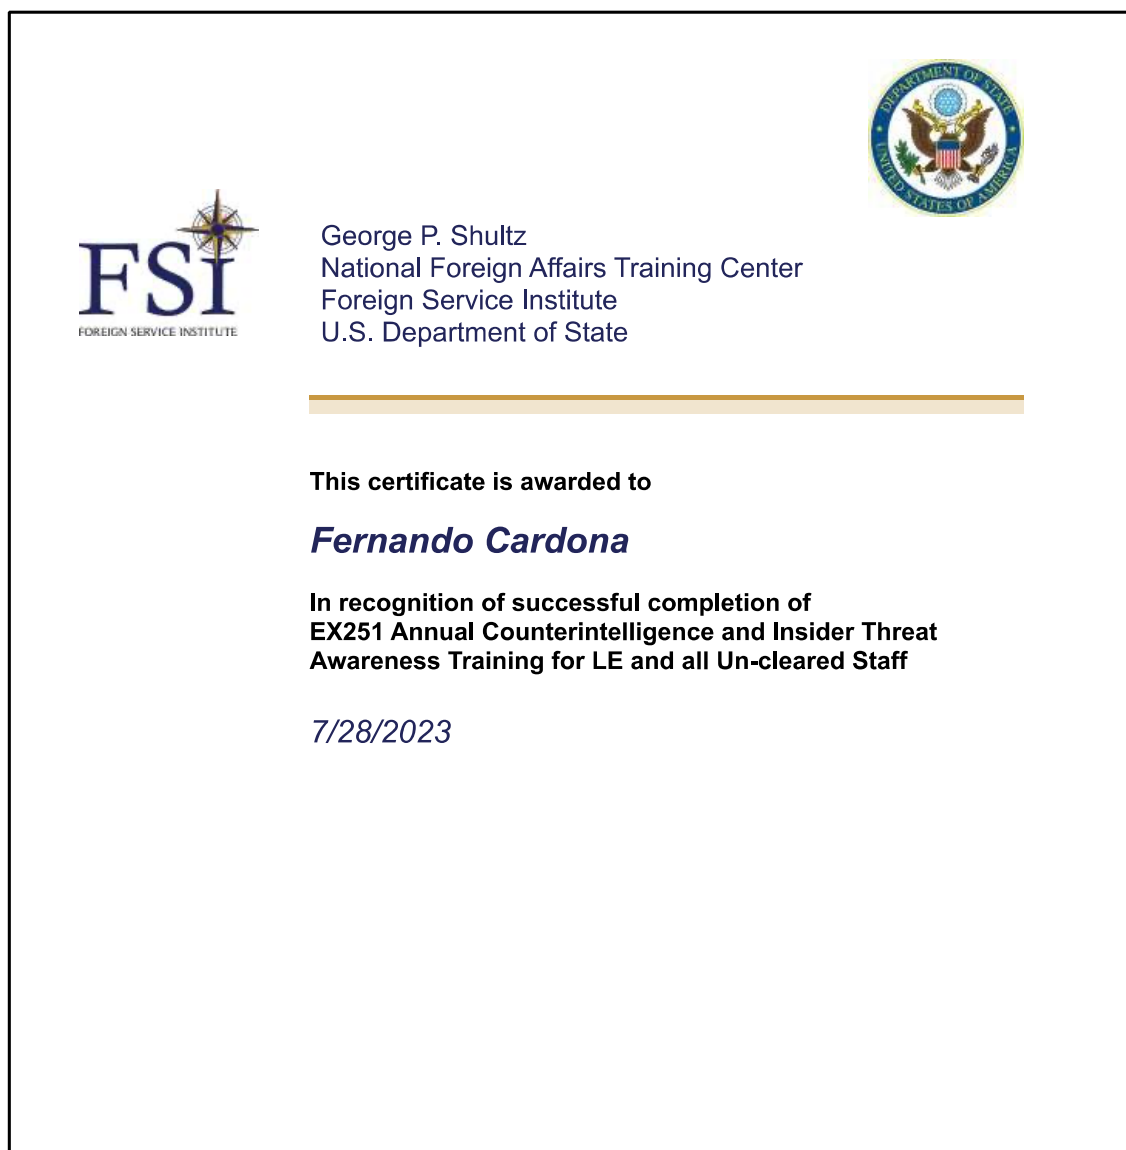 DEPARTMENT OF STATE
UNITED STATES OF AMERICA
FSI
FOREIGN SERVICE INSTITUTE
George P. Shultz
National Foreign Affairs Training Center
Foreign Service Institute
U.S. Department of State
This certificate is awarded to
Fernando Cardona
In recognition of successful completion of
EX251 Annual Counterintelligence and Insider Threat
Awareness Training for LE and all Un-cleared Staff
7/28/2023